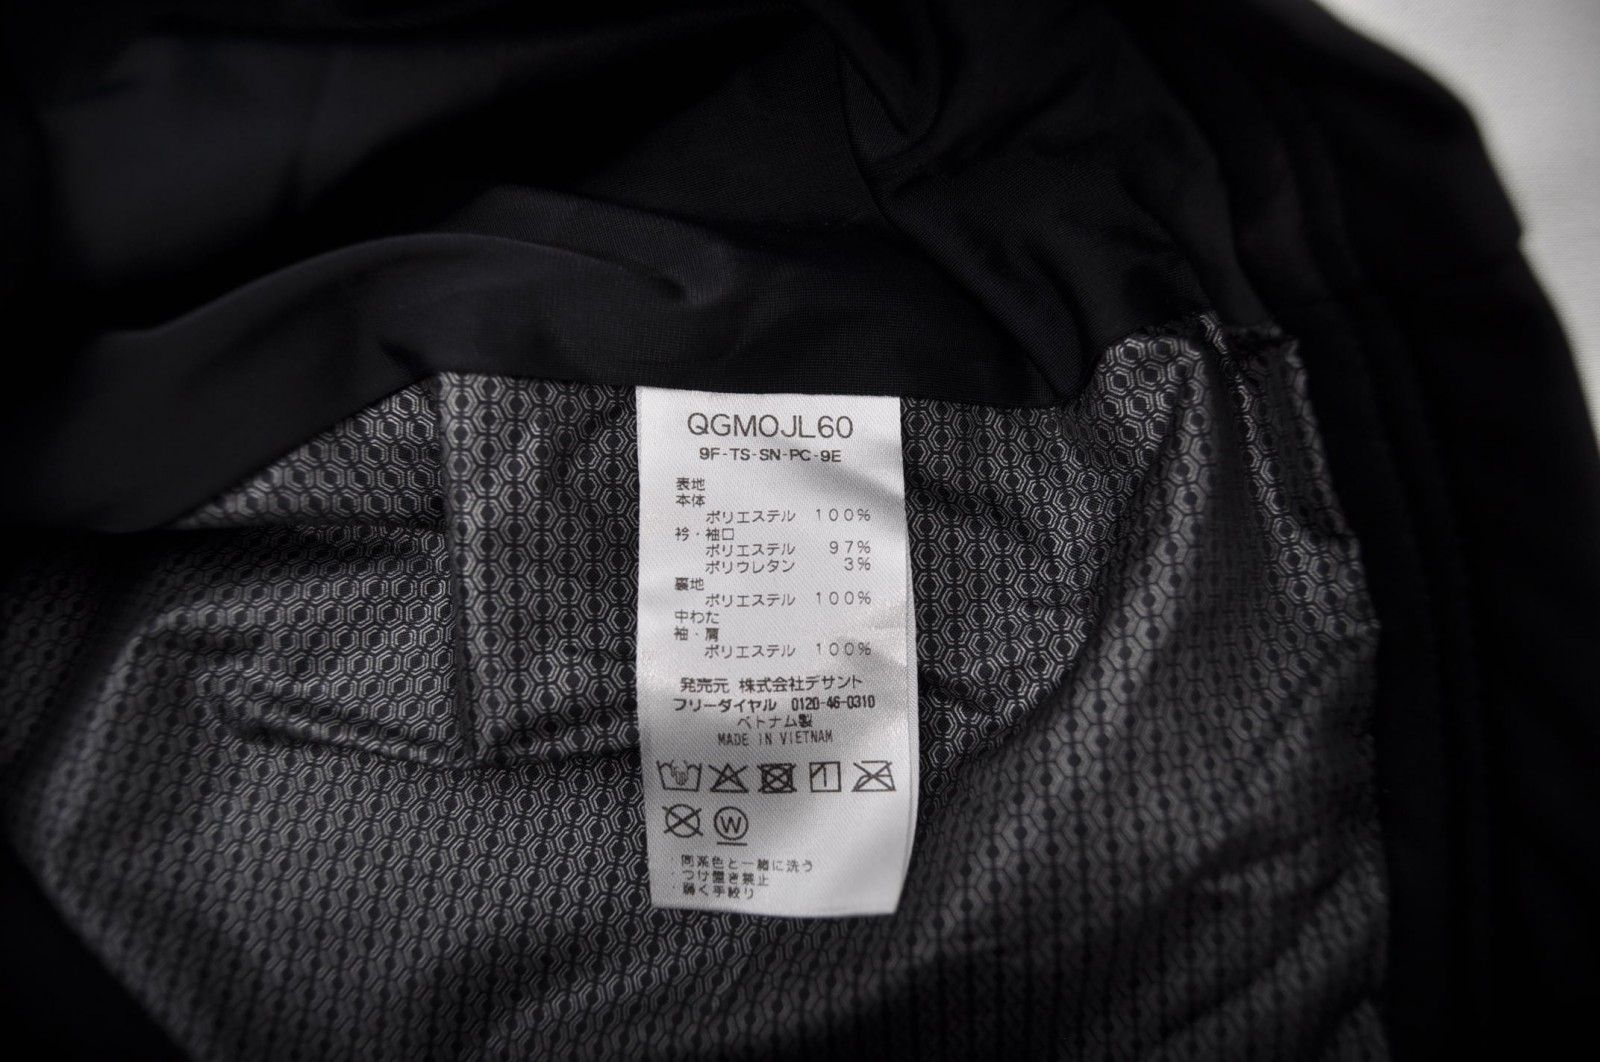 QGMOJL60
9F-TS-SN-PC-9E
表地
本体
ポリエステル 100%
衿・袖口
ポリエステル 97%
ポリウレタン 3%
裏地
ポリエステル 100%
中わた
袖・肩
ポリエステル 100%
発売元 株式会社デサント
フリーダイヤル 0120-46-0310
ベトナム製
MADE IN VIETNAM
W
・同系色と一緒に洗う
・つけ置き禁止
・弱く手絞り